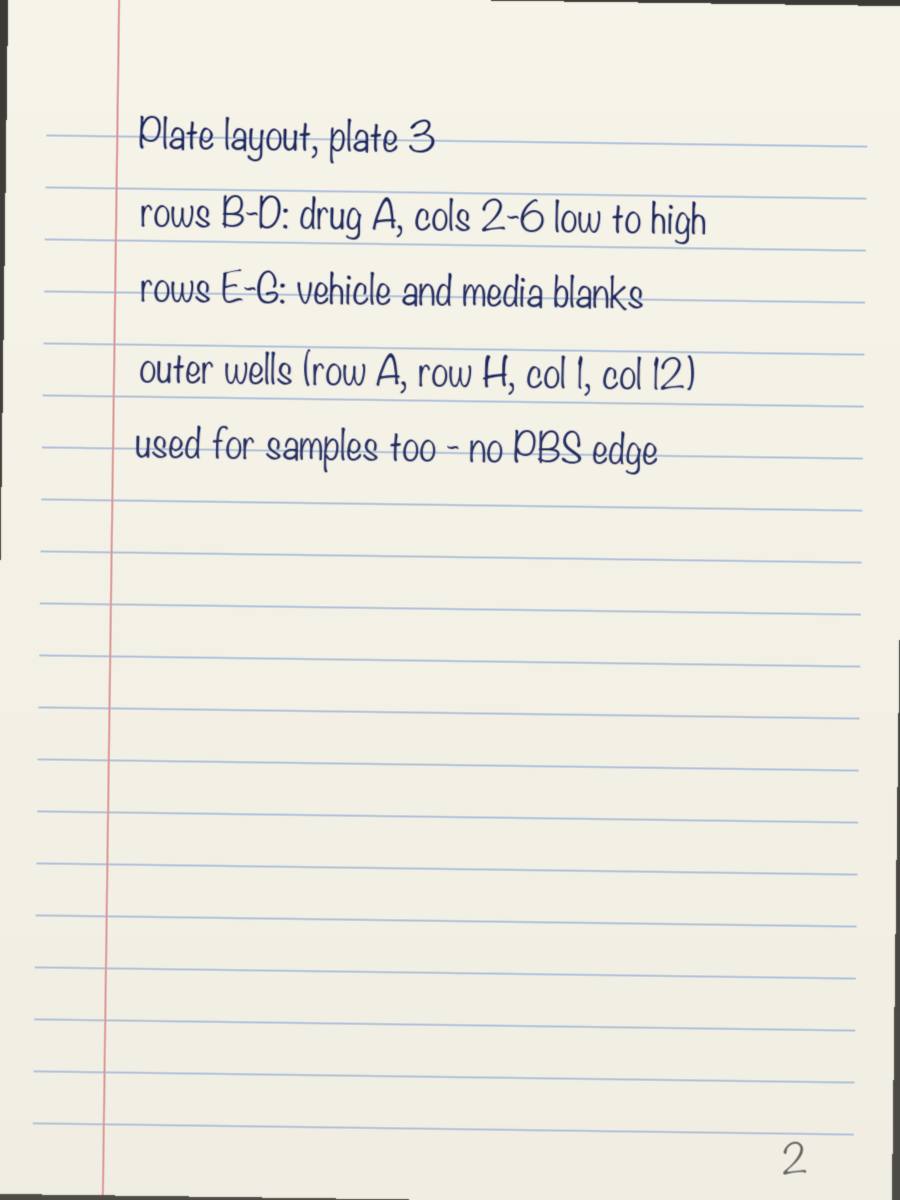 Plate layout, plate 3
rows B-D: drug A, cols 2-6 low to high
rows E-G: vehicle and media blanks
outer wells (row A, row H, col 1, col 12)
used for samples too - no PBS edge
2